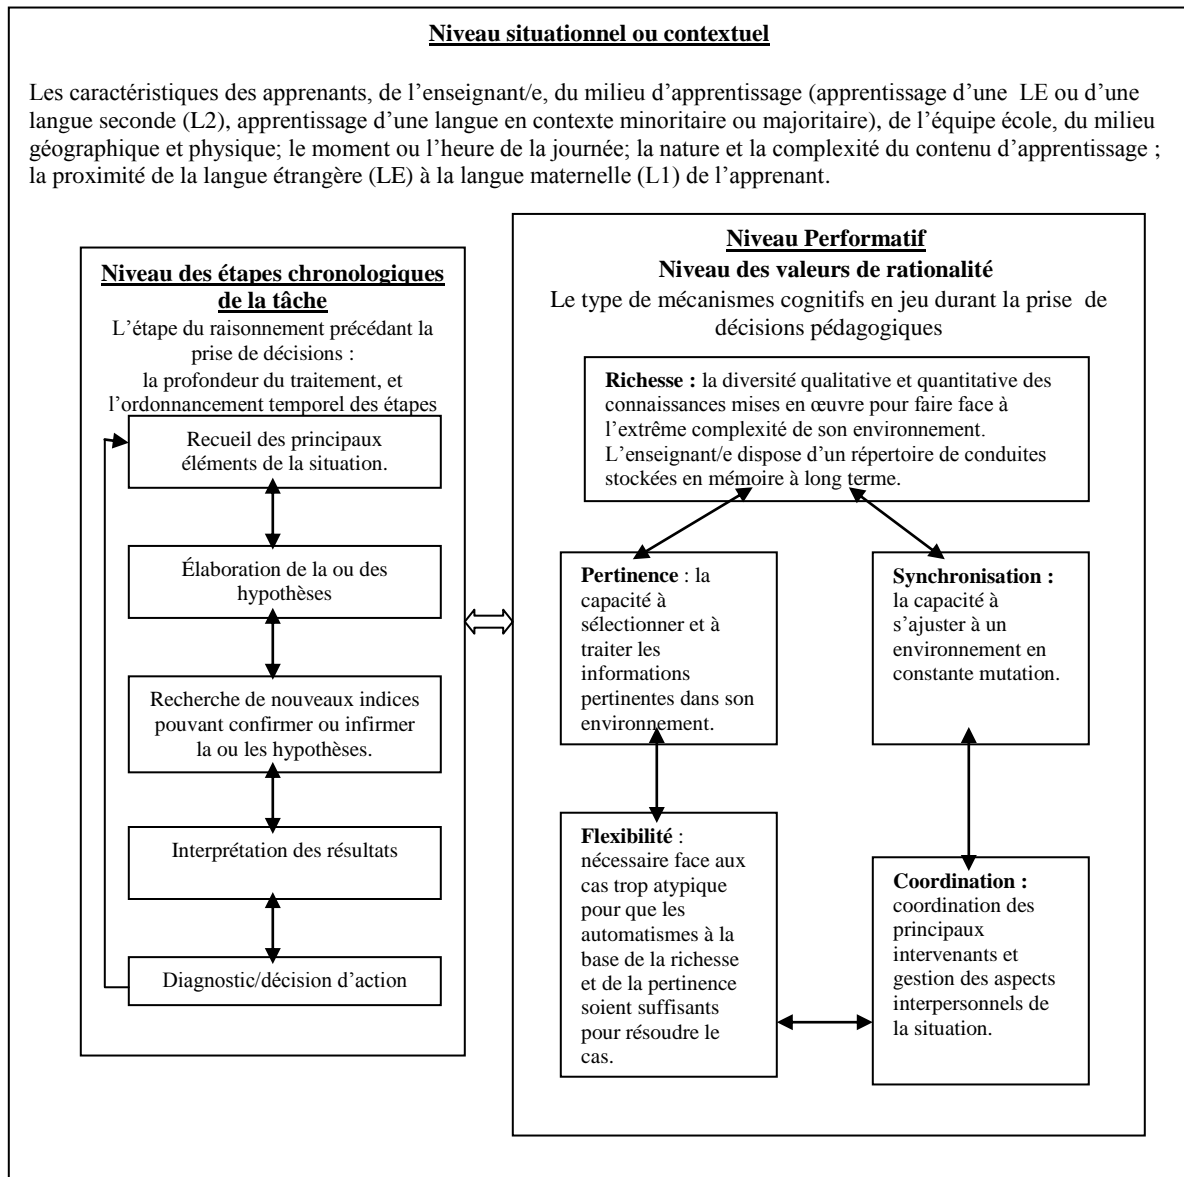 Niveau situationnel ou contextuel
Les caractéristiques des apprenants, de l’enseignant/e, du milieu d’apprentissage (apprentissage d’une LE ou d’une
langue seconde (L2), apprentissage d’une langue en contexte minoritaire ou majoritaire), de l’équipe école, du milieu
géographique et physique; le moment ou l’heure de la journée; la nature et la complexité du contenu d’apprentissage ;
la proximité de la langue étrangère (LE) à la langue maternelle (L1) de l’apprenant.
Niveau des étapes chronologiques
de la tâche
L’étape du raisonnement précédant la
prise de décisions :
la profondeur du traitement, et
l’ordonnancement temporel des étapes
Recueil des principaux
éléments de la situation.
Élaboration de la ou des
hypothèses
Recherche de nouveaux indices
pouvant confirmer ou infirmer
la ou les hypothèses.
Interprétation des résultats
Diagnostic/décision d’action
Niveau Performatif
Niveau des valeurs de rationalité
Le type de mécanismes cognitifs en jeu durant la prise de
décisions pédagogiques
Richesse : la diversité qualitative et quantitative des
connaissances mises en œuvre pour faire face à
l’extrême complexité de son environnement.
L’enseignant/e dispose d’un répertoire de conduites
stockées en mémoire à long terme.
Pertinence : la
capacité à
sélectionner et à
traiter les
informations
pertinentes dans son
environnement.
Synchronisation :
la capacité à
s’ajuster à un
environnement en
constante mutation.
Flexibilité :
nécessaire face aux
cas trop atypique
pour que les
automatismes à la
base de la richesse
et de la pertinence
soient suffisants
pour résoudre le
cas.
Coordination :
coordination des
principaux
intervenants et
gestion des aspects
interpersonnels de
la situation.